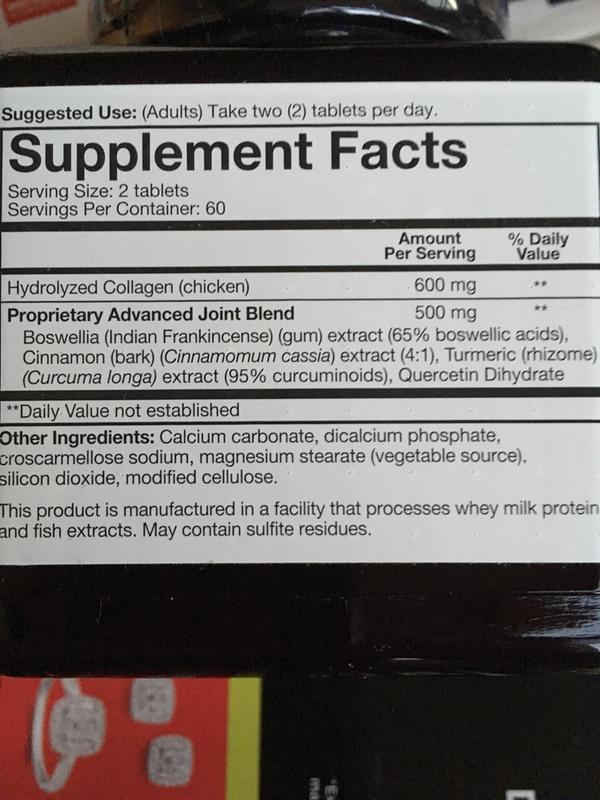 Suggested Use: (Adults) Take two (2) tablets per day.
Supplement Facts
Serving Size: 2 tablets
Servings Per Container: 60
Amount Per Serving % Daily Value
Hydrolyzed Collagen (chicken) 600 mg **
Proprietary Advanced Joint Blend 500 mg **
Boswellia (Indian Frankincense) (gum) extract (65% boswellic acids),
Cinnamon (bark) (Cinnamomum cassia) extract (4:1), Turmeric (rhizome)
(Curcuma longa) extract (95% curcuminoids), Quercetin Dihydrate
**Daily Value not established
Other Ingredients: Calcium carbonate, dicalcium phosphate,
croscarmellose sodium, magnesium stearate (vegetable source),
silicon dioxide, modified cellulose.
This product is manufactured in a facility that processes whey milk protein
and fish extracts. May contain sulfite residues.